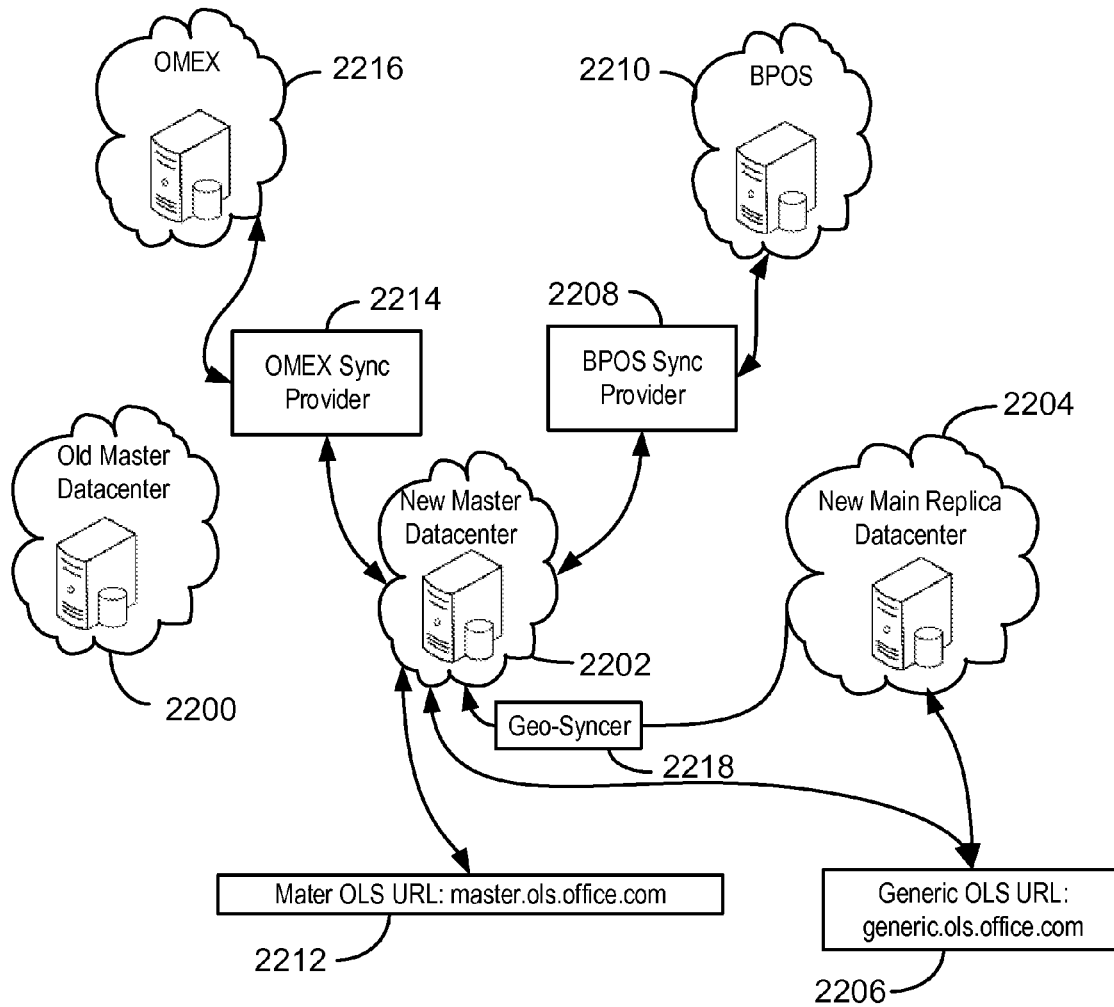 OMEX
2216
2210
BPOS
2214
2208
OMEX Sync
Provider
BPOS Sync
Provider
2204
Old Master
Datacenter
New Master
Datacenter
New Main Replica
Datacenter
2202
2200
Geo-Syncer
2218
Mater OLS URL: master.ols.office.com
Generic OLS URL:
generic.ols.office.com
2212
2206